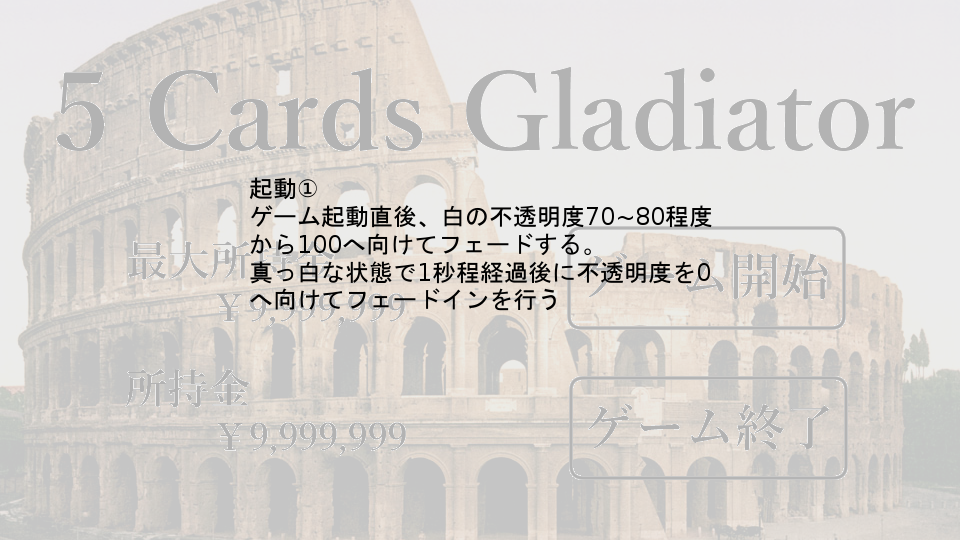 5 Cards Gladiator
起動①
ゲーム起動直後、白の不透明度70~80程度
から100へ向けてフェードする。
真っ白な状態で1秒程経過後に不透明度を0
へ向けてフェードインを行う
最大所持金
￥9,999,999
ゲーム開始
所持金
￥9,999,999
ゲーム終了